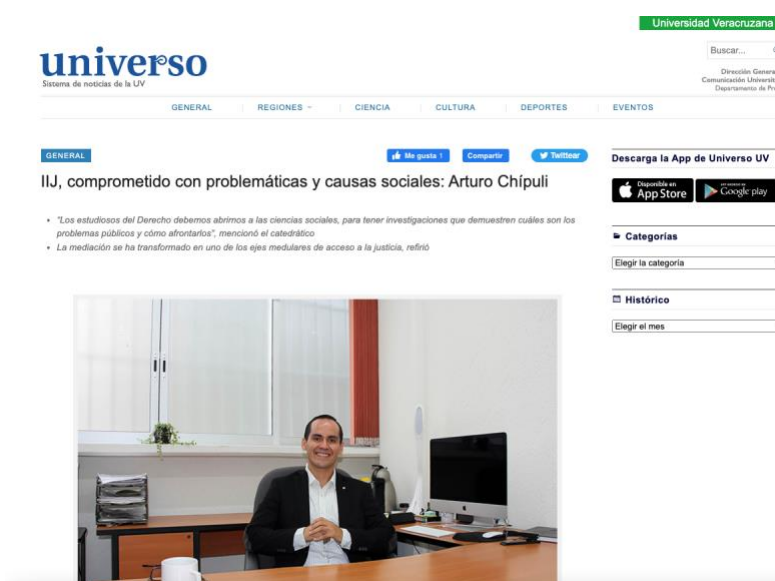 Universidad Veracruzana
universo
Sistema de noticias de la UV
Buscar...
Dirección General
Comunicación Universit
Departamento de Pr
GENERAL REGIONES CIENCIA CULTURA DEPORTES EVENTOS
GENERAL
Me gusta 1 Compartir Twittear
IIJ, comprometido con problemáticas y causas sociales: Arturo Chípuli
"Los estudiosos del Derecho debemos abrirnos a las ciencias sociales, para tener investigaciones que demuestren cuáles son los
problemas públicos y cómo afrontarlos", mencionó el catedrático
La mediación se ha transformado en uno de los ejes medulares de acceso a la justicia, refirió
Descarga la App de Universo UV
Disponible en
App Store
Google play
Categorías
Elegir la categoría
Histórico
Elegir el mes